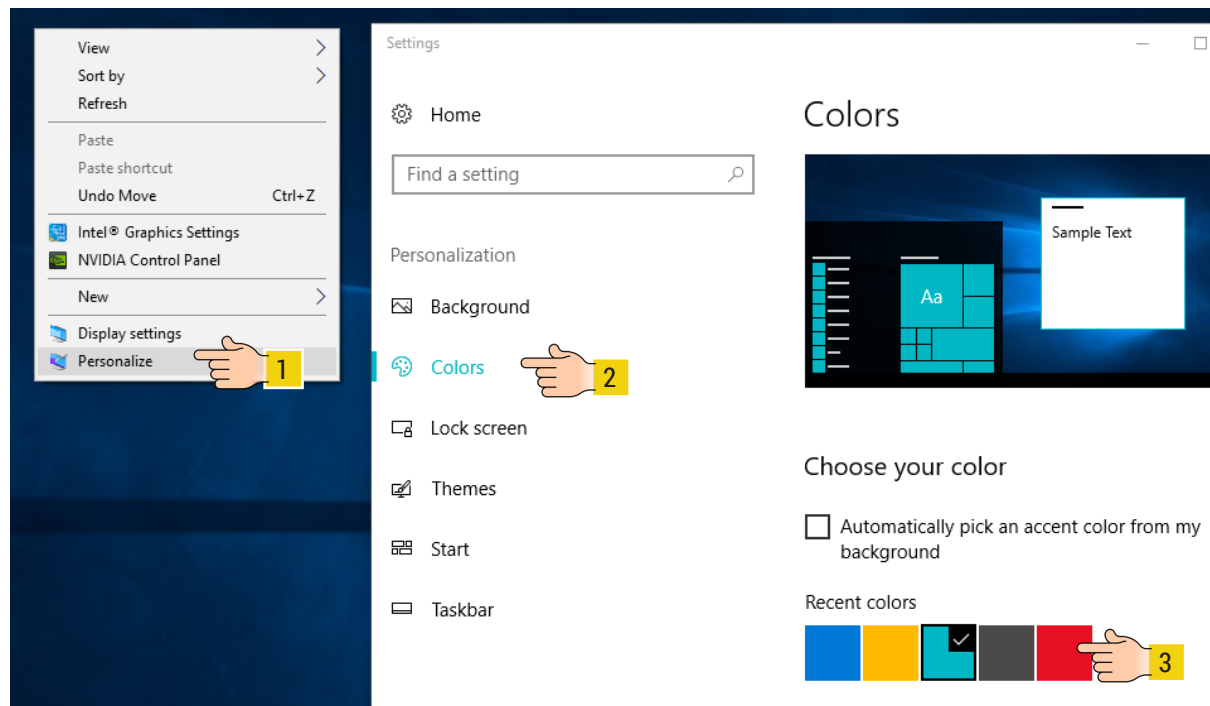 View
Sort by
Refresh
Paste
Paste shortcut
Undo Move Ctrl+Z
Intel® Graphics Settings
NVIDIA Control Panel
New
Display settings
Personalize
1
Settings
Home
Find a setting
Personalization
Background
Colors
2
Lock screen
Themes
Start
Taskbar
Colors
Sample Text
Aa
Choose your color
Automatically pick an accent color from my
background
Recent colors
3